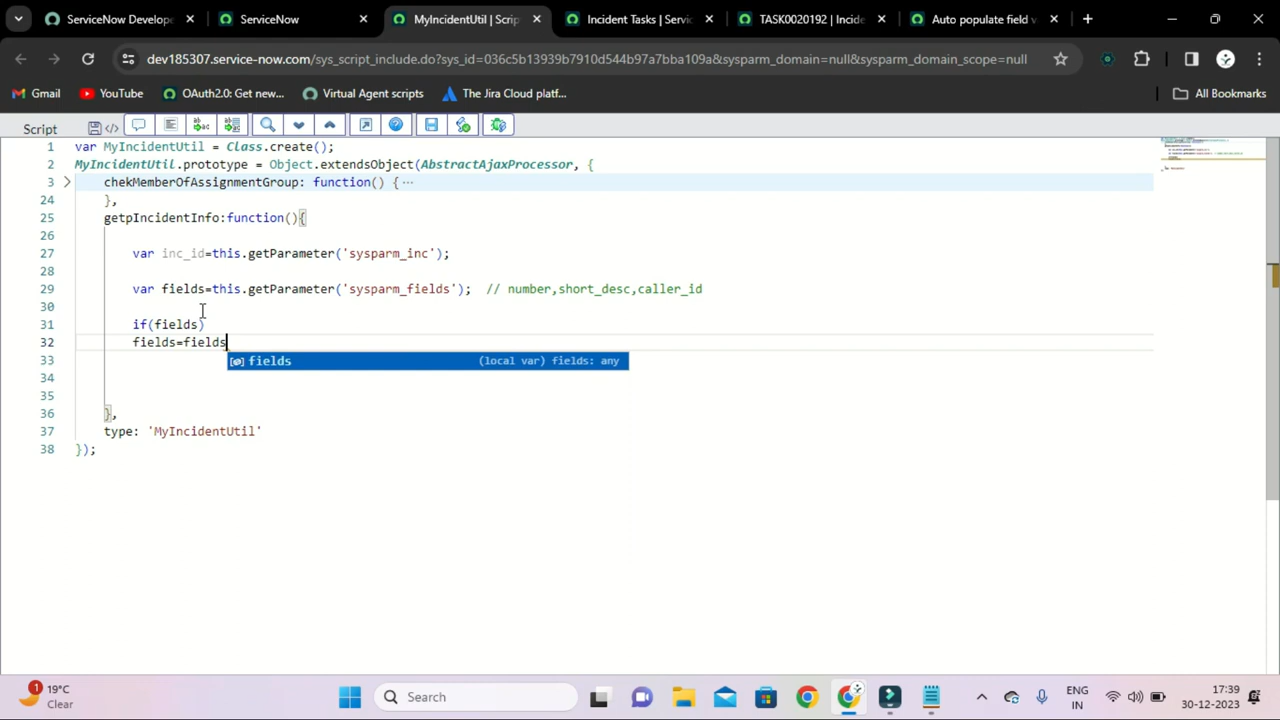 ServiceNow Develope
ServiceNow
MyIncidentUtil | Scrip
Incident Tasks | Servic
TASK0020192 | Incide
Auto populate field v
dev185307.service-now.com/sys_script_include.do?sys_id=036c5b13939b7910d544b97a7bba109a&sysparm_domain=null&sysparm_domain_scope=null
Gmail
YouTube
OAuth2.0: Get new...
Virtual Agent scripts
The Jira Cloud platf...
All Bookmarks
Script
1 var MyIncidentUtil = Class.create();
2 MyIncidentUtil.prototype = Object.extendsObject(AbstractAjaxProcessor, {
3 chekMemberOfAssignmentGroup: function() { ...
24 },
25 getpIncidentInfo:function(){
26
27 var inc_id=this.getParameter('sysparm_inc');
28
29 var fields=this.getParameter('sysparm_fields'); // number,short_desc,caller_id
30
31 if(fields)
32 fields=fields
33 fields (local var) fields: any
34
35
36 },
37 type: 'MyIncidentUtil'
38 });
1 19°C
Clear
Search
ENG
IN
17:39
30-12-2023